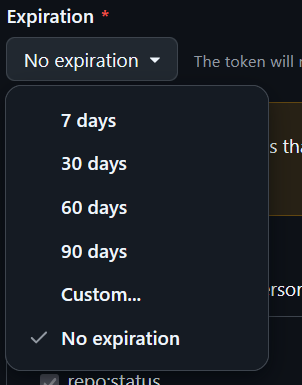 Expiration *
No expiration
The token will
7 days
30 days
60 days
90 days
Custom...
No expiration
repo:status